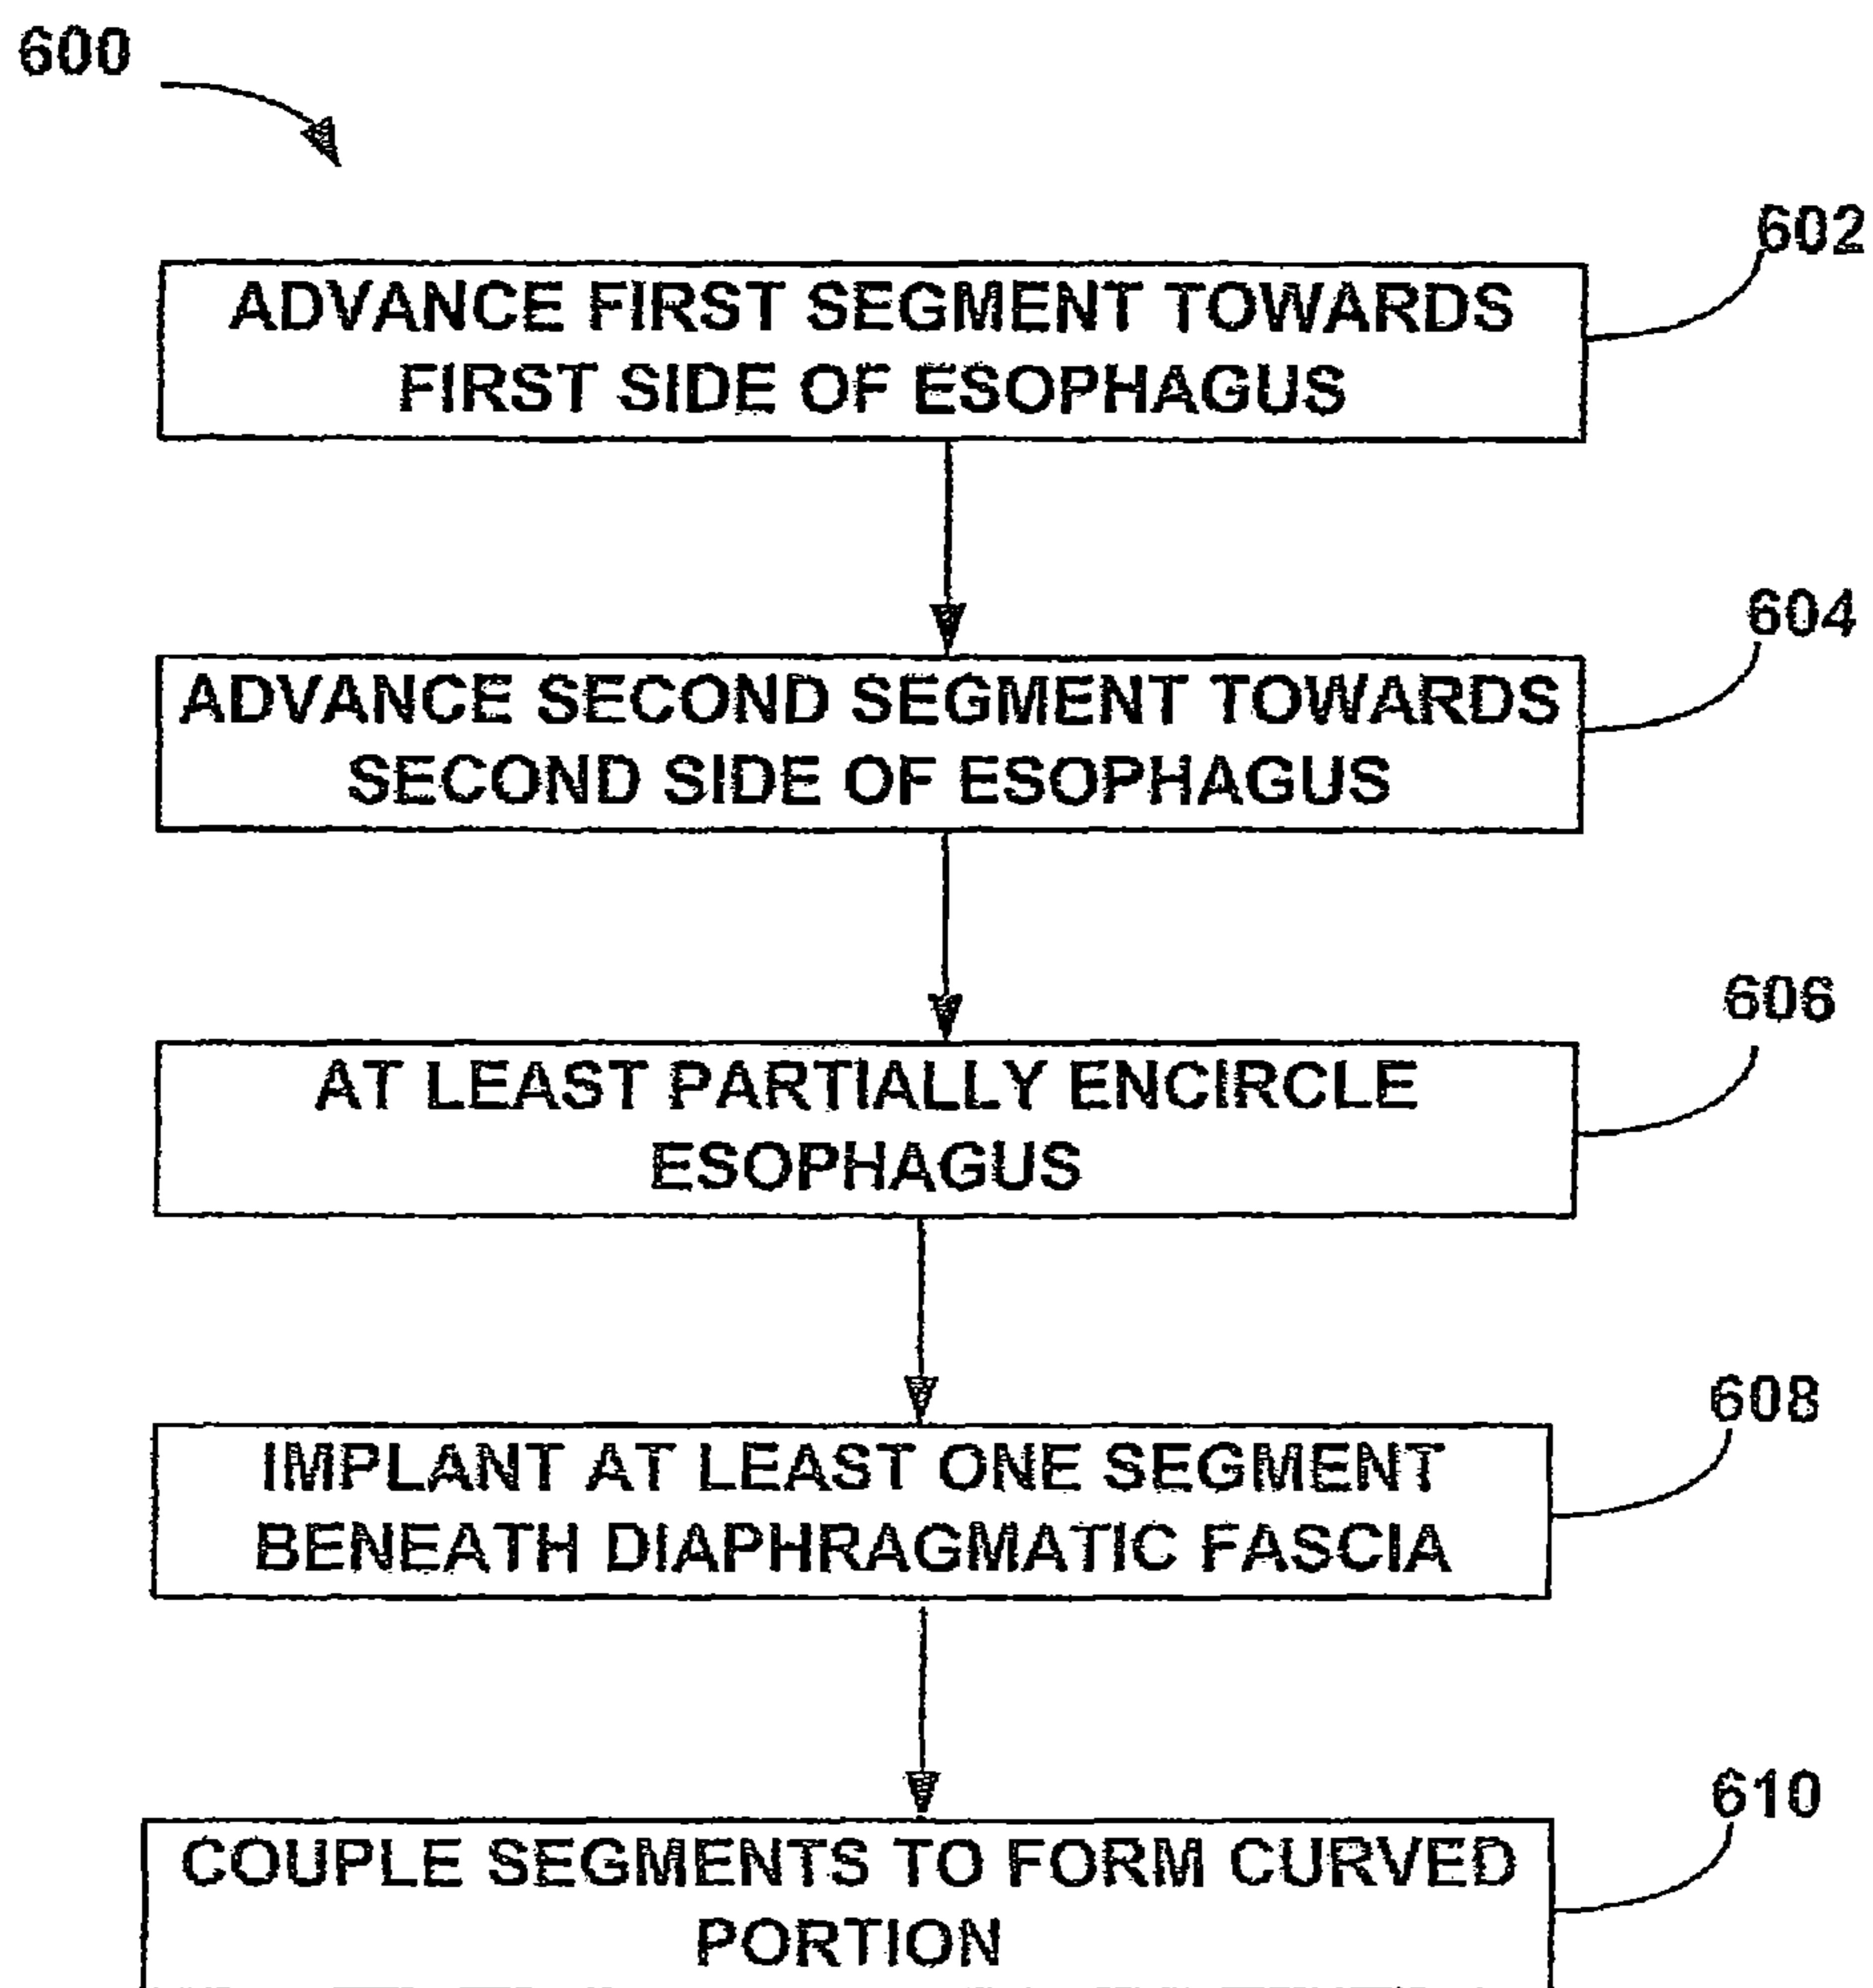 600
602
ADVANCE FIRST SEGMENT TOWARDS
FIRST SIDE OF ESOPHAGUS
604
ADVANCE SECOND SEGMENT TOWARDS
SECOND SIDE OF ESOPHAGUS
606
AT LEAST PARTIALLY ENCIRCLE
ESOPHAGUS
608
IMPLANT AT LEAST ONE SEGMENT
BENEATH DIAPHRAGMATIC FASCIA
610
COUPLE SEGMENTS TO FORM CURVED
PORTION